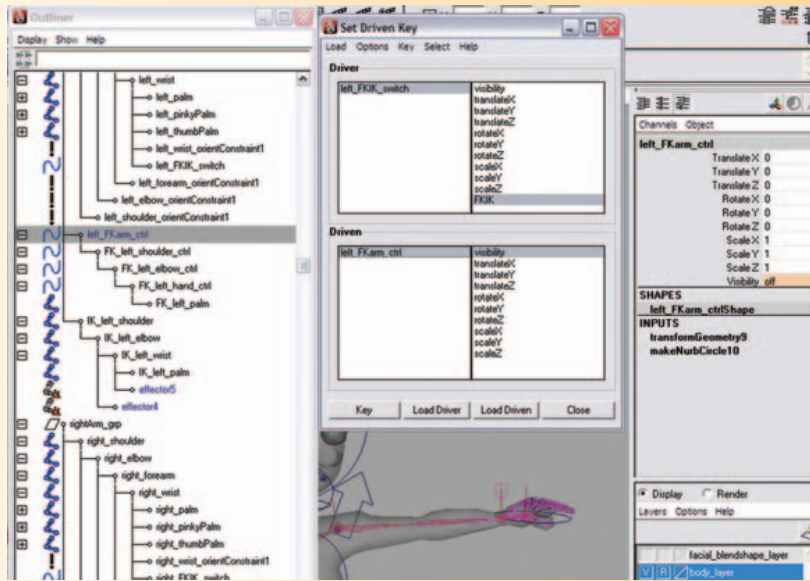 Outliner
Display Show Help
left_wrist
left_palm
left_pinkyPalm
left_thumbPalm
left_wrist_orientConstraint1
left_FKIK_switch
left_forearm_orientConstraint1
left_elbow_orientConstraint1
left_shoulder_orientConstraint1
left_FKarm_ctrl
FK_left_shoulder_ctrl
FK_left_elbow_ctrl
FK_left_hand_ctrl
FK_left_palm
IK_left_shoulder
IK_left_elbow
IK_left_wrist
IK_left_palm
effector5
effector4
rightArm_grp
right_shoulder
right_elbow
right_forearm
right_wrist
right_palm
right_pinkyPalm
right_thumbPalm
right_wrist_orientConstraint1
right_FKIK_switch
Set Driven Key
Load Options Key Select Help
Driver
left_FKIK_switch
visibility
translateX
translateY
translateZ
rotateX
rotateY
rotateZ
scaleX
scaleY
scaleZ
FKIK
Driven
left_FKarm_ctrl
visibility
translateX
translateY
translateZ
rotateX
rotateY
rotateZ
scaleX
scaleY
scaleZ
Key Load Driver Load Driven Close
Channels Object
left_FKarm_ctrl
Translate X 0
Translate Y 0
Translate Z 0
Rotate X 0
Rotate Y 0
Rotate Z 0
Scale X 1
Scale Y 1
Scale Z 1
Visibility off
SHAPES
left_FKarm_ctrlShape
INPUTS
transformGeometry9
makeNurbCircle10
Display Render
Layers Options Help
facial_blendshape_layer
V R body_layer